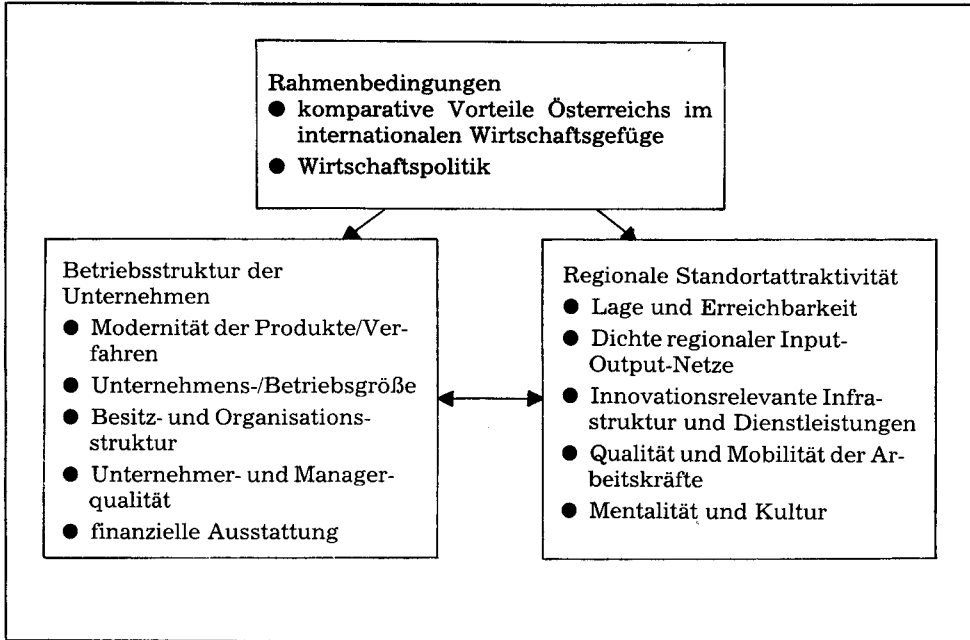 Rahmenbedingungen
● komparative Vorteile Österreichs im
internationalen Wirtschaftsgefüge
● Wirtschaftspolitik
Betriebsstruktur der
Unternehmen
● Modernität der Produkte/Ver-
fahren
● Unternehmens-/Betriebsgröße
● Besitz- und Organisations-
struktur
● Unternehmer- und Manager-
qualität
● finanzielle Ausstattung
Regionale Standortattraktivität
● Lage und Erreichbarkeit
● Dichte regionaler Input-
Output-Netze
● Innovationsrelevante Infra-
struktur und Dienstleistungen
● Qualität und Mobilität der Ar-
beitskräfte
● Mentalität und Kultur